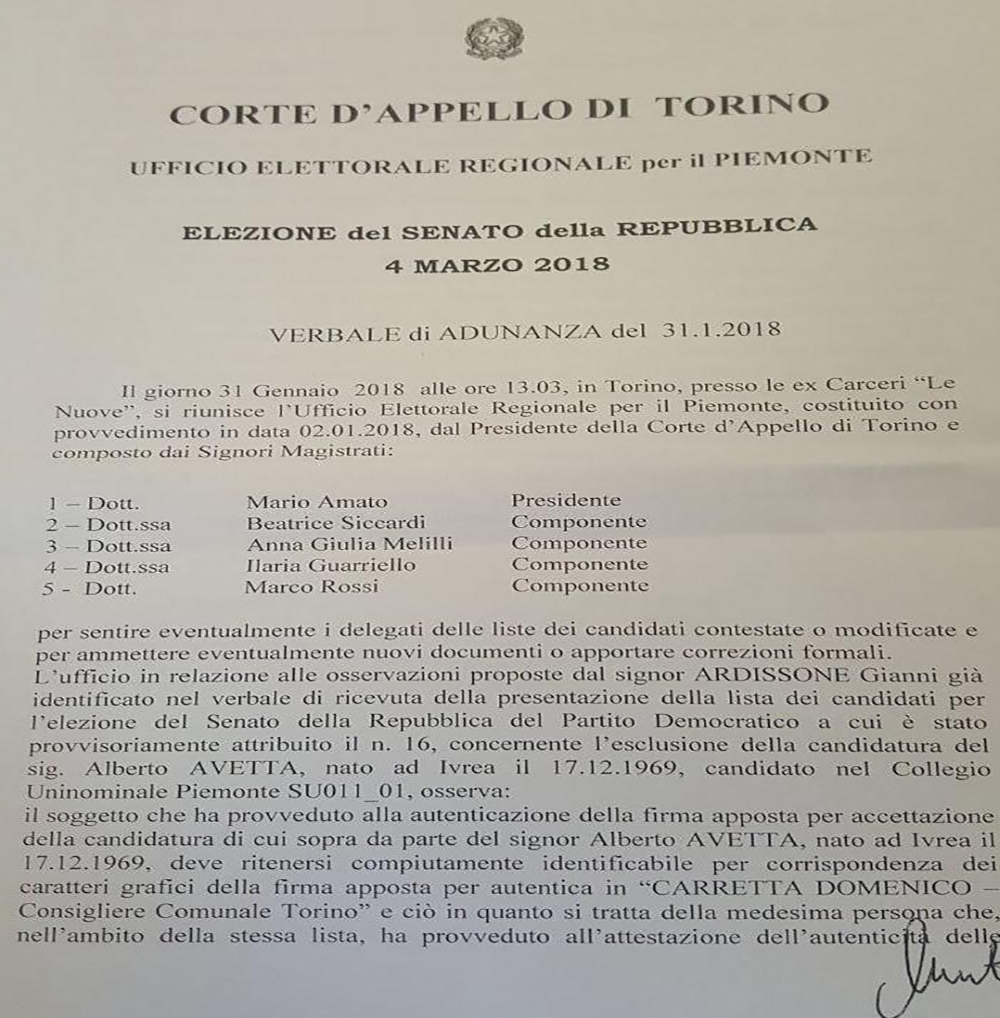 CORTE D'APPELLO DI TORINO
UFFICIO ELETTORALE REGIONALE per il PIEMONTE
ELEZIONE del SENATO della REPUBBLICA
4 MARZO 2018
VERBALE di ADUNANZA del 31.1.2018
Il giorno 31 Gennaio 2018 alle ore 13.03, in Torino, presso le ex Carceri “Le
Nuove”, si riunisce l'Ufficio Elettorale Regionale per il Piemonte, costituito con
provvedimento in data 02.01.2018, dal Presidente della Corte d'Appello di Torino e
composto dai Signori Magistrati:
1 – Dott. Mario Amato Presidente
2 – Dott.ssa Beatrice Siccardi Componente
3 – Dott.ssa Anna Giulia Melilli Componente
4 – Dott.ssa Ilaria Guarriello Componente
5 - Dott. Marco Rossi Componente
per sentire eventualmente i delegati delle liste dei candidati contestate o modificate e
per ammettere eventualmente nuovi documenti o apportare correzioni formali.
L'ufficio in relazione alle osservazioni proposte dal signor ARDISSONE Gianni già
identificato nel verbale di ricevuta della presentazione della lista dei candidati per
l'elezione del Senato della Repubblica del Partito Democratico a cui è stato
provvisoriamente attribuito il n. 16, concernente l'esclusione della candidatura del
sig. Alberto AVETTA, nato ad Ivrea il 17.12.1969, candidato nel Collegio
Uninominale Piemonte SU011_01, osserva:
il soggetto che ha provveduto alla autenticazione della firma apposta per accettazione
della candidatura di cui sopra da parte del signor Alberto AVETTA, nato ad Ivrea il
17.12.1969, deve ritenersi compiutamente identificabile per corrispondenza dei
caratteri grafici della firma apposta per autentica in “CARRETTA DOMENICO –
Consigliere Comunale Torino” e ciò in quanto si tratta della medesima persona che,
nell'ambito della stessa lista, ha provveduto all'attestazione dell'autenticità delle